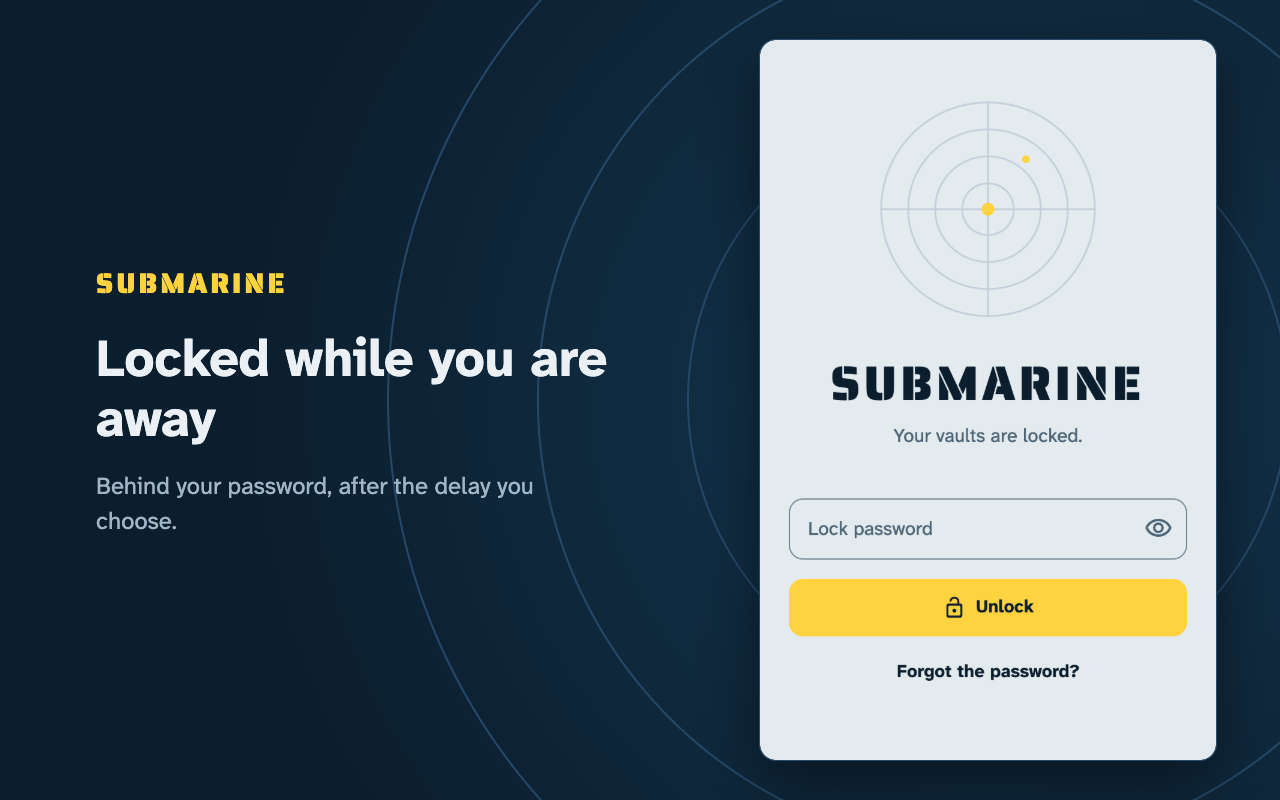 SUBMARINE
Locked while you are
away
Behind your password, after the delay you
choose.
SUBMARINE
Your vaults are locked.
Lock password
Unlock
Forgot the password?